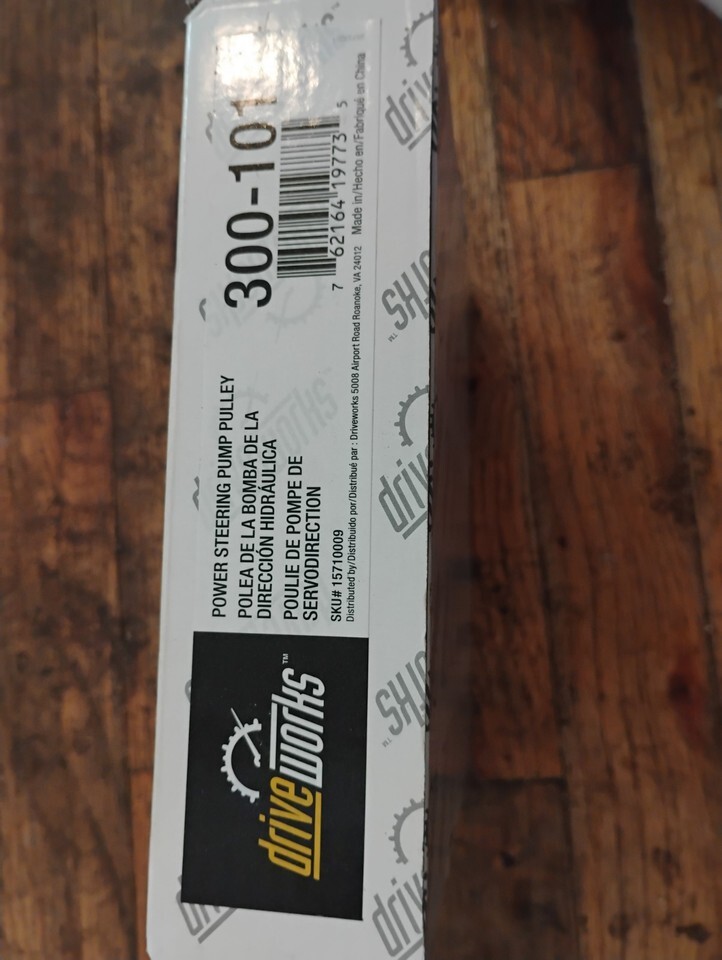 driveworks™
POWER STEERING PUMP PULLEY
POLEA DE LA BOMBA DE LA
DIRECCIÓN HIDRÁULICA
POULIE DE POMPE DE
SERVODIRECTION
SKU# 15710009
Distributed by/Distribuido por/Distribué par : Driveworks 5008 Airport Road Roanoke, VA 24012 Made in/Hecho en/Fabriqué en China
300-101
7 62164 19773 5